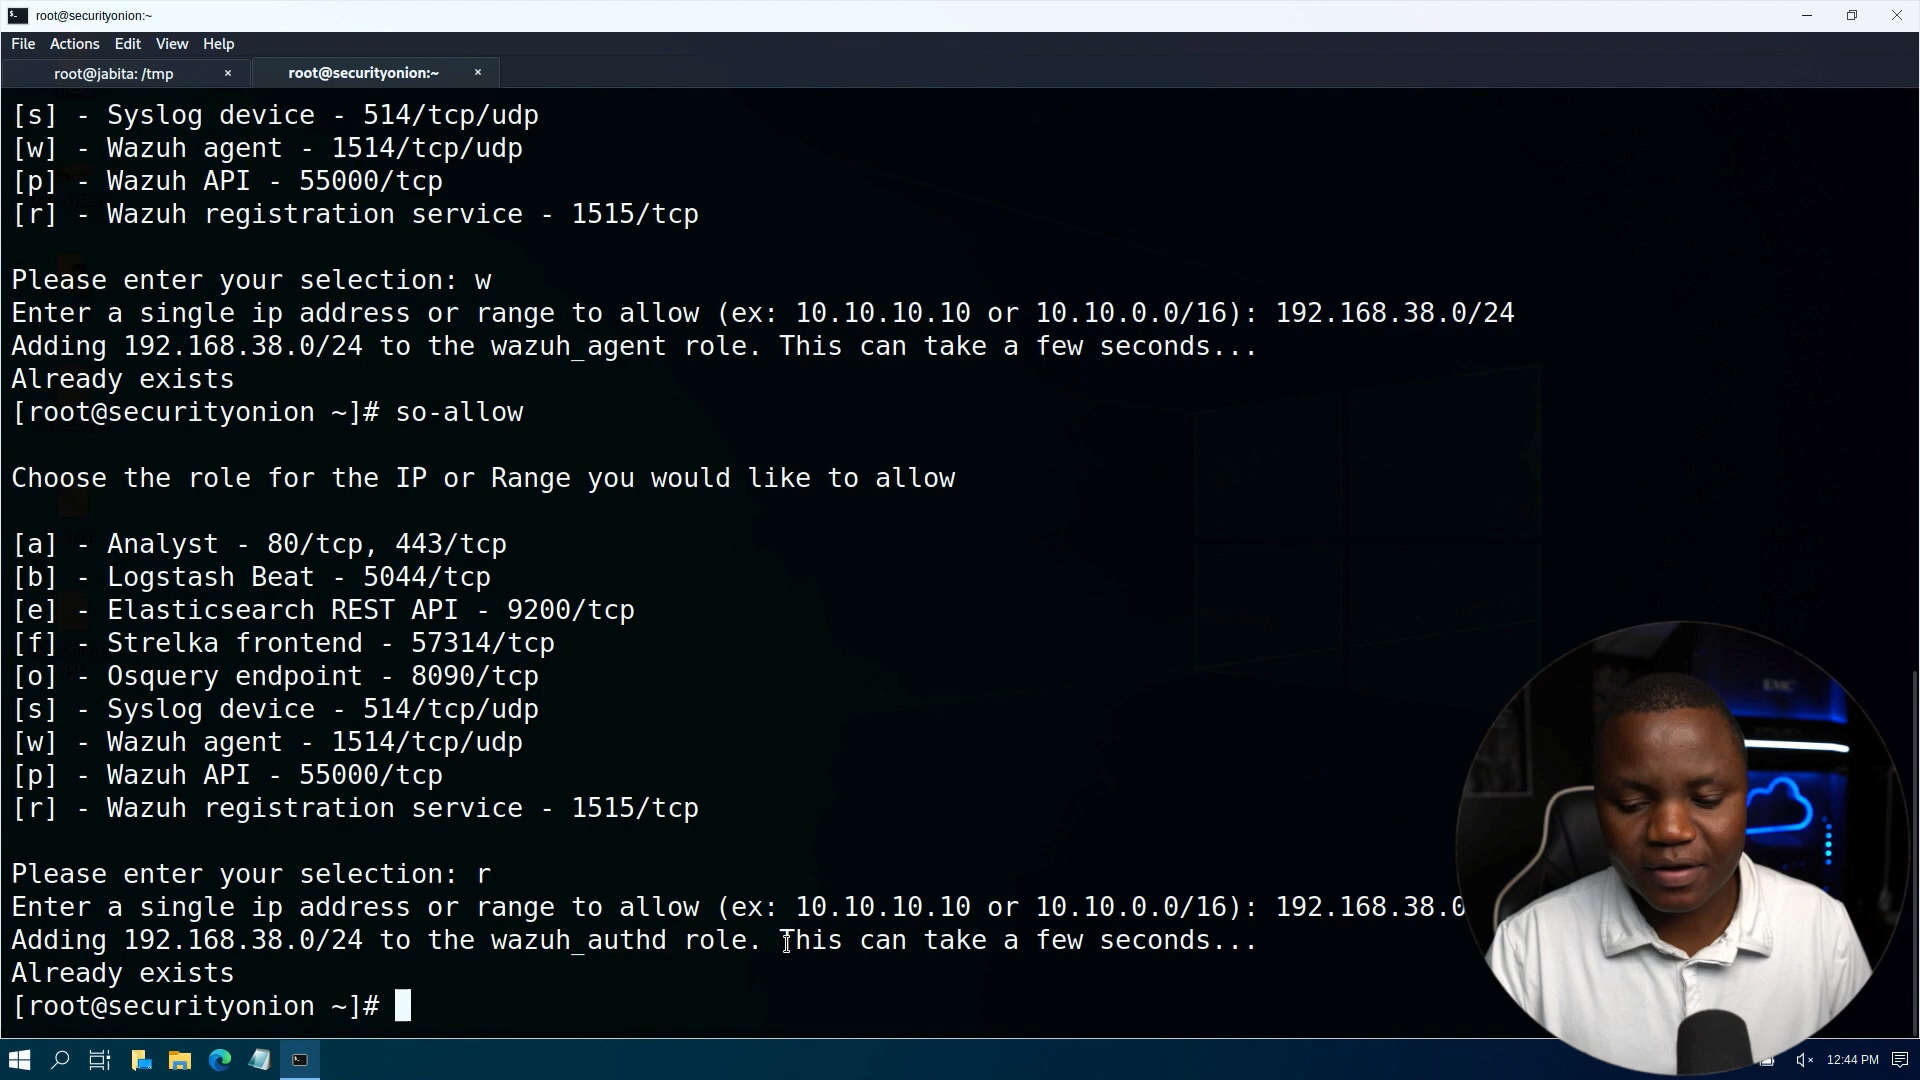 root@securityonion:~
File Actions Edit View Help
root@jabita: /tmp × root@securityonion:~ ×
[s] - Syslog device - 514/tcp/udp
[w] - Wazuh agent - 1514/tcp/udp
[p] - Wazuh API - 55000/tcp
[r] - Wazuh registration service - 1515/tcp
Please enter your selection: w
Enter a single ip address or range to allow (ex: 10.10.10.10 or 10.10.0.0/16): 192.168.38.0/24
Adding 192.168.38.0/24 to the wazuh_agent role. This can take a few seconds...
Already exists
[root@securityonion ~]# so-allow
Choose the role for the IP or Range you would like to allow
[a] - Analyst - 80/tcp, 443/tcp
[b] - Logstash Beat - 5044/tcp
[e] - Elasticsearch REST API - 9200/tcp
[f] - Strelka frontend - 57314/tcp
[o] - Osquery endpoint - 8090/tcp
[s] - Syslog device - 514/tcp/udp
[w] - Wazuh agent - 1514/tcp/udp
[p] - Wazuh API - 55000/tcp
[r] - Wazuh registration service - 1515/tcp
Please enter your selection: r
Enter a single ip address or range to allow (ex: 10.10.10.10 or 10.10.0.0/16): 192.168.38.0
Adding 192.168.38.0/24 to the wazuh_authd role. This can take a few seconds...
Already exists
[root@securityonion ~]#
12:44 PM